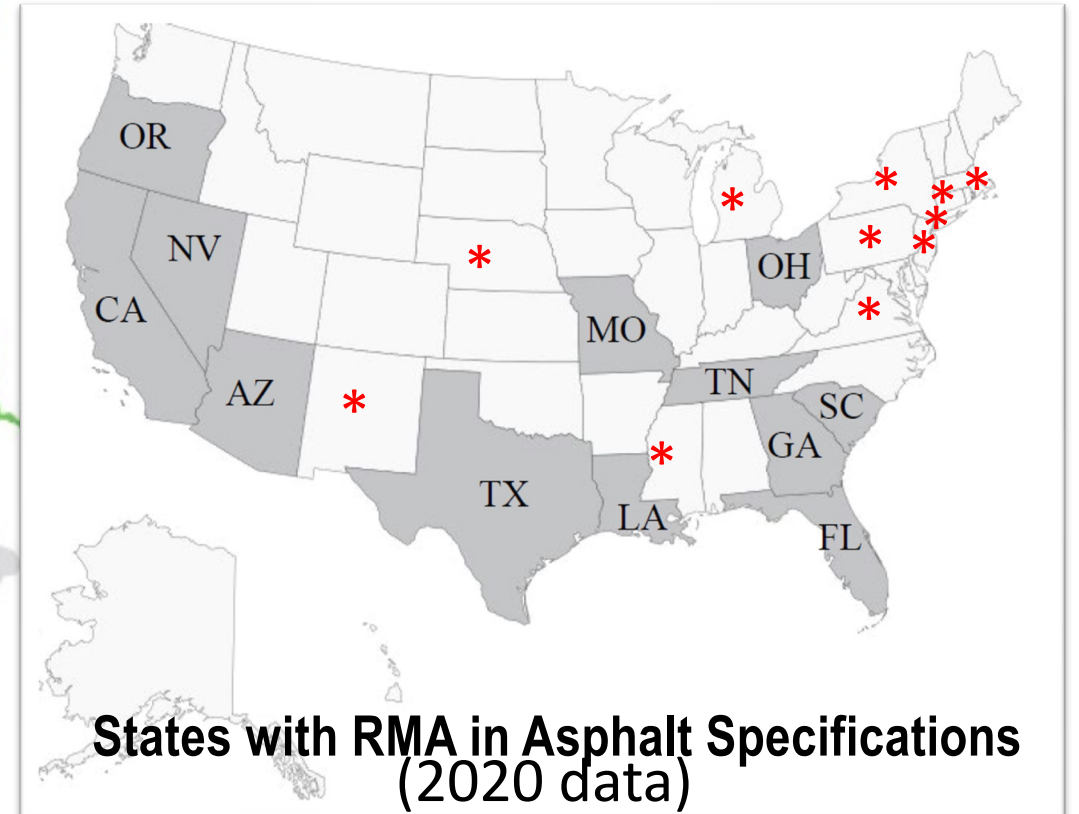 OR
NV
CA
AZ
TX
MO
LA
TN
OH
SC
GA
FL
*
*
*
*
*
*
*
*
*
*
*
States with RMA in Asphalt Specifications
(2020 data)